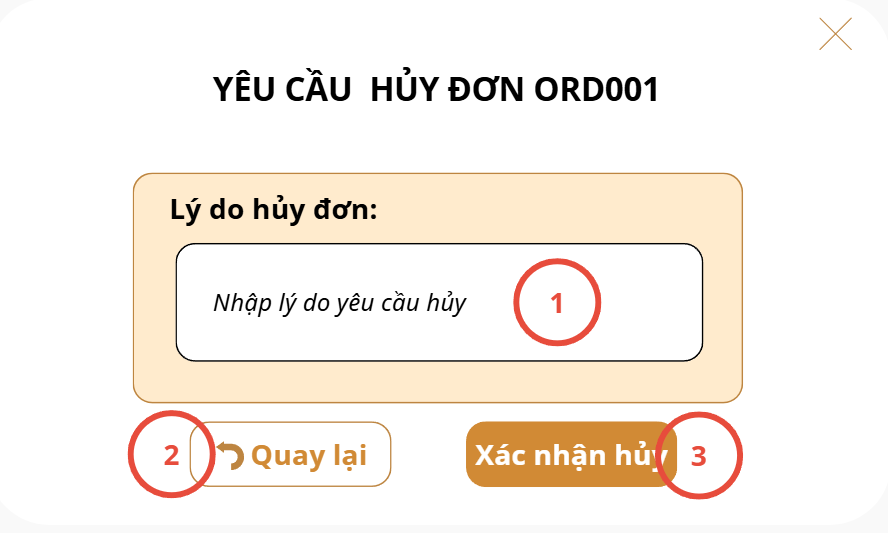 YÊU CẦU HỦY ĐƠN ORD001
Lý do hủy đơn:
Nhập lý do yêu cầu hủy
1
2
Quay lại
Xác nhận hủy
3